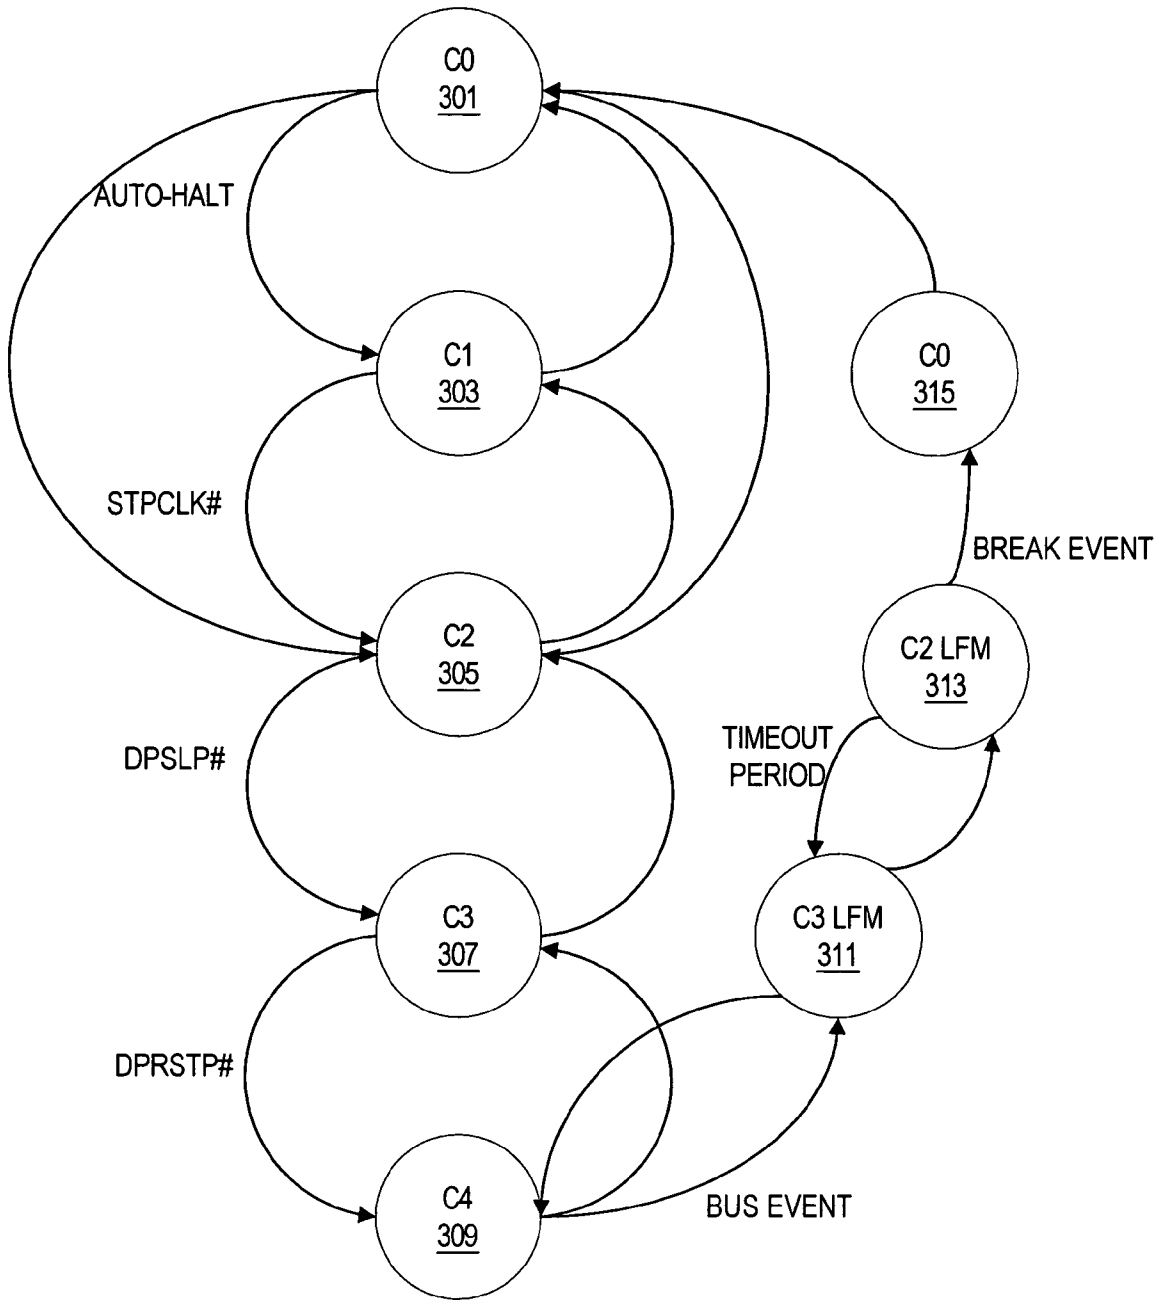 C0
301
AUTO-HALT
C1
303
C0
315
STPCLK#
BREAK EVENT
C2
305
C2 LFM
313
DPSLP#
TIMEOUT
PERIOD
C3
307
C3 LFM
311
DPRSTP#
C4
309
BUS EVENT